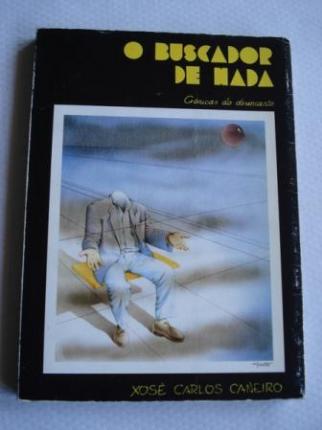 O BUSCADOR
DE NADA
Crónicas do desencanto
XOSÉ CARLOS CANEIRO